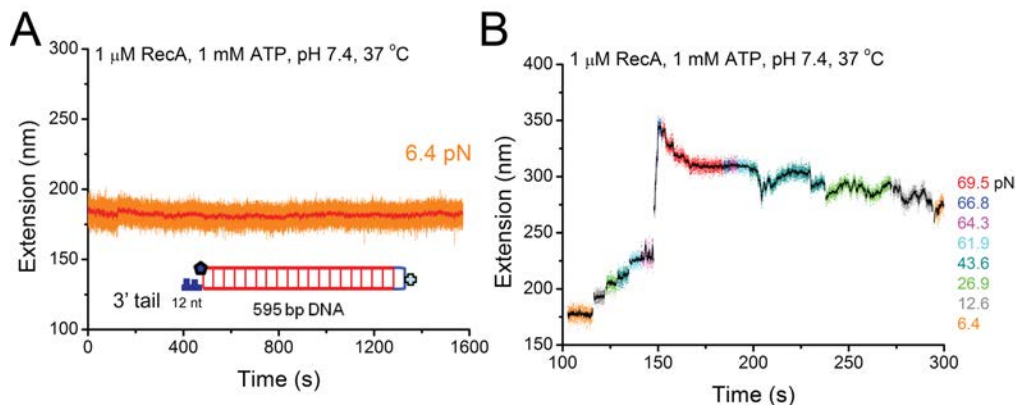 A
1 μM RecA, 1 mM ATP, pH 7.4, 37 °C
Extension (nm)
300
250
200
150
100
6.4 pN
3' tail
12 nt
595 bp DNA
0
400
800
1200
1600
Time (s)
B
1 μM RecA, 1 mM ATP, pH 7.4, 37 °C
Extension (nm)
400
350
300
250
200
150
69.5 pN
66.8
64.3
61.9
43.6
26.9
12.6
6.4
100
150
200
250
300
Time (s)